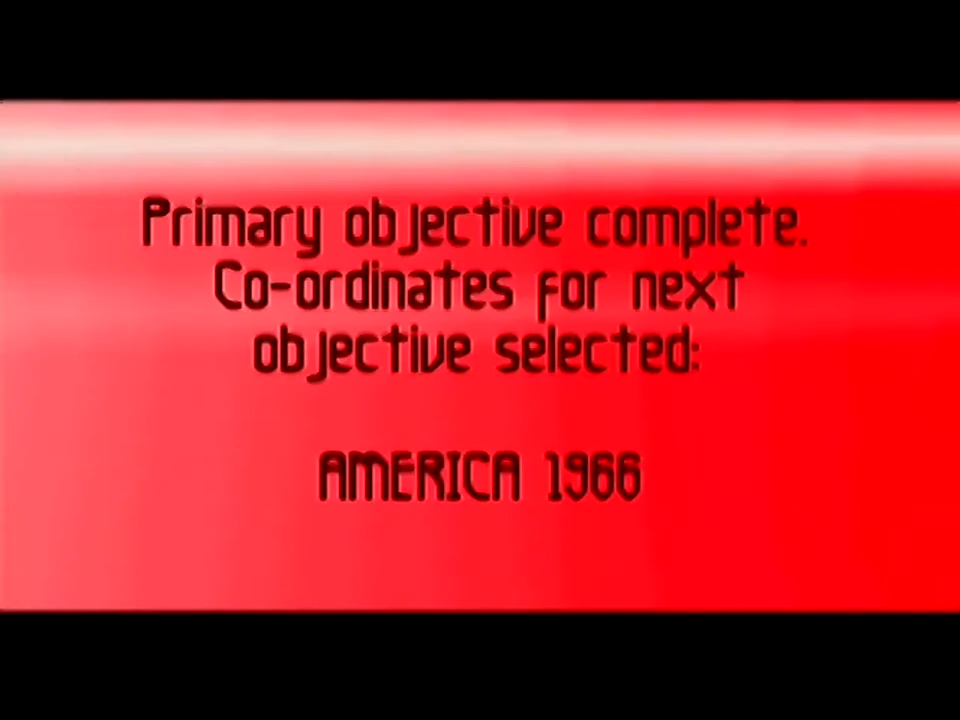 Primary objective complete.
Co-ordinates for next
objective selected:
AMERICA 1966